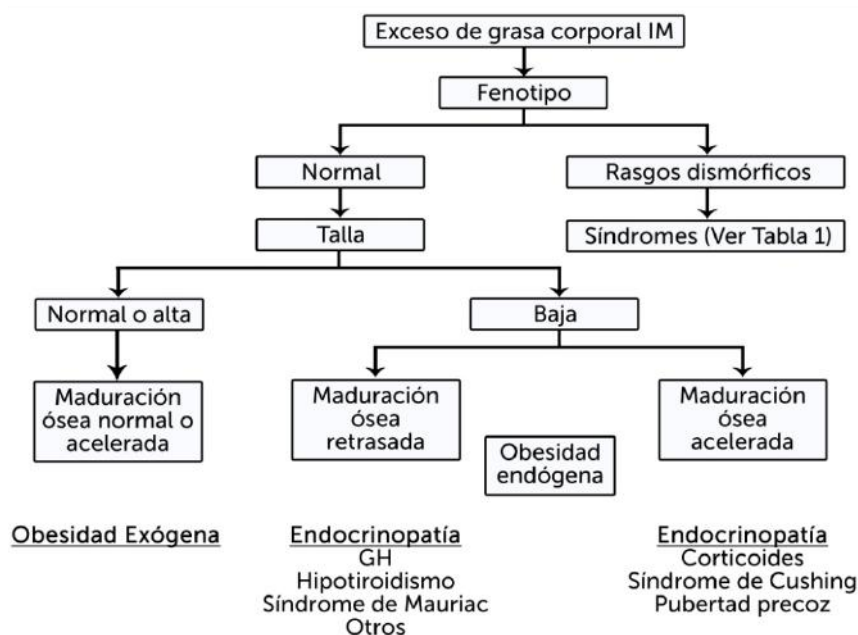 Exceso de grasa corporal IM
Fenotipo
Normal
Rasgos dismórficos
Talla
Síndromes (Ver Tabla 1)
Normal o alta
Baja
Maduración
ósea normal o
acelerada
Maduración
ósea
retrasada
Obesidad
endógena
Maduración
ósea
acelerada
Obesidad Exógena
Endocrinopatía
GH
Hipotiroidismo
Síndrome de Mauriac
Otros
Endocrinopatía
Corticoides
Síndrome de Cushing
Pubertad precoz